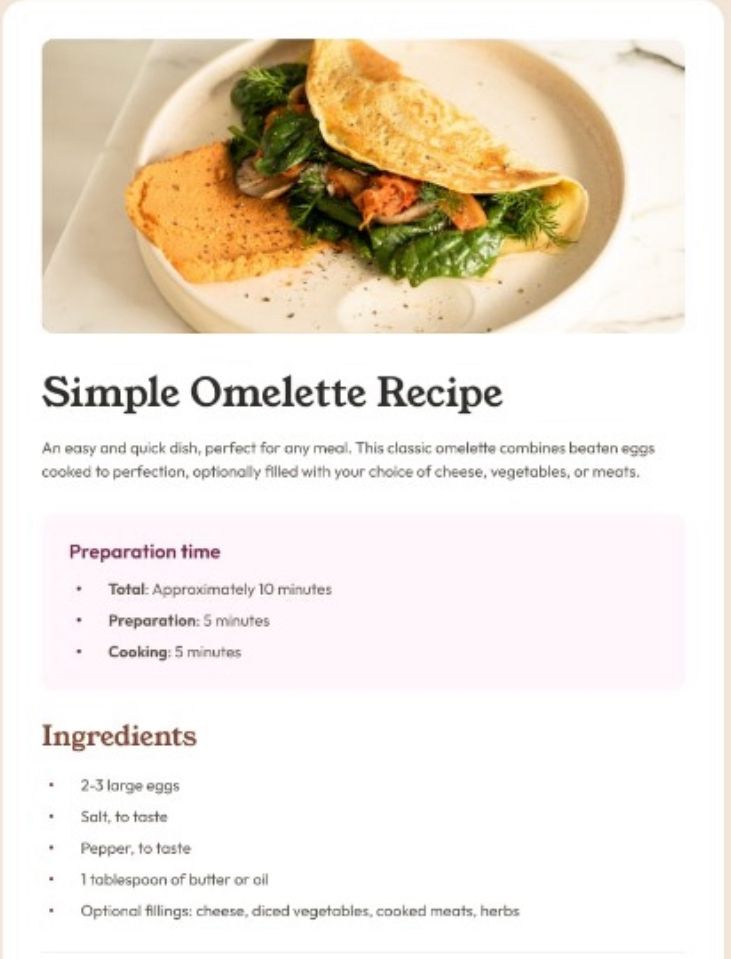 Simple Omelette Recipe
An easy and quick dish, perfect for any meal. This classic omelette combines beaten eggs
cooked to perfection, optionally filled with your choice of cheese, vegetables, or meats.
Preparation time
• Total: Approximately 10 minutes
• Preparation: 5 minutes
• Cooking: 5 minutes
Ingredients
• 2-3 large eggs
• Salt, to taste
• Pepper, to taste
• 1 tablespoon of butter or oil
• Optional fillings: cheese, diced vegetables, cooked meats, herbs